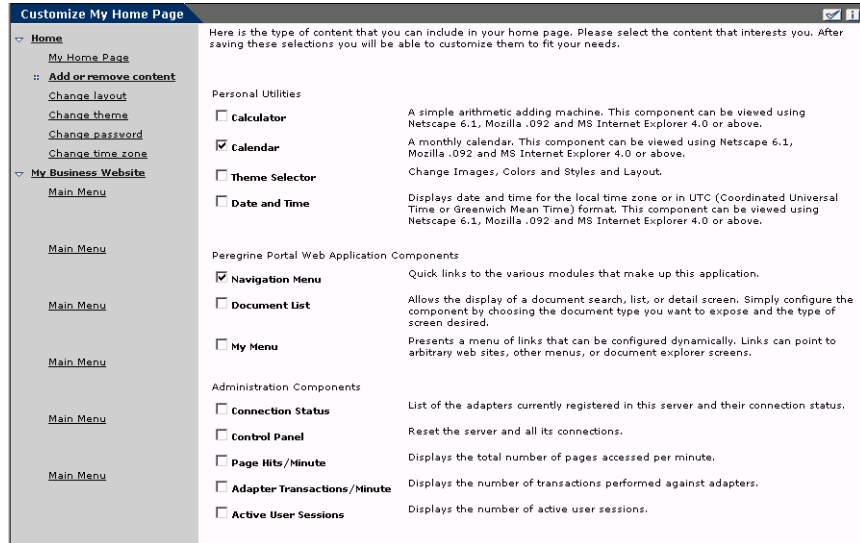 Customize My Home Page
Home
My Home Page
Add or remove content
Change layout
Change theme
Change password
Change time zone
My Business Website
Main Menu
Main Menu
Main Menu
Main Menu
Main Menu
Main Menu
Here is the type of content that you can include in your home page. Please select the content that interests you. After
saving these selections you will be able to customize them to fit your needs.
Personal Utilities
Calculator
A simple arithmetic adding machine. This component can be viewed using
Netscape 6.1, Mozilla .092 and MS Internet Explorer 4.0 or above.
Calendar
A monthly calendar. This component can be viewed using Netscape 6.1,
Mozilla .092 and MS Internet Explorer 4.0 or above.
Theme Selector
Change Images, Colors and Styles and Layout.
Date and Time
Displays date and time for the local time zone or in UTC (Coordinated Universal
Time or Greenwich Mean Time) format. This component can be viewed using
Netscape 6.1, Mozilla .092 and MS Internet Explorer 4.0 or above.
Peregrine Portal Web Application Components
Navigation Menu
Quick links to the various modules that make up this application.
Document List
Allows the display of a document search, list, or detail screen. Simply configure the
component by choosing the document type you want to expose and the type of
screen desired.
My Menu
Presents a menu of links that can be configured dynamically. Links can point to
arbitrary web sites, other menus, or document explorer screens.
Administration Components
Connection Status
List of the adapters currently registered in this server and their connection status.
Control Panel
Reset the server and all its connections.
Page Hits/Minute
Displays the total number of pages accessed per minute.
Adapter Transactions/Minute
Displays the number of transactions performed against adapters.
Active User Sessions
Displays the number of active user sessions.